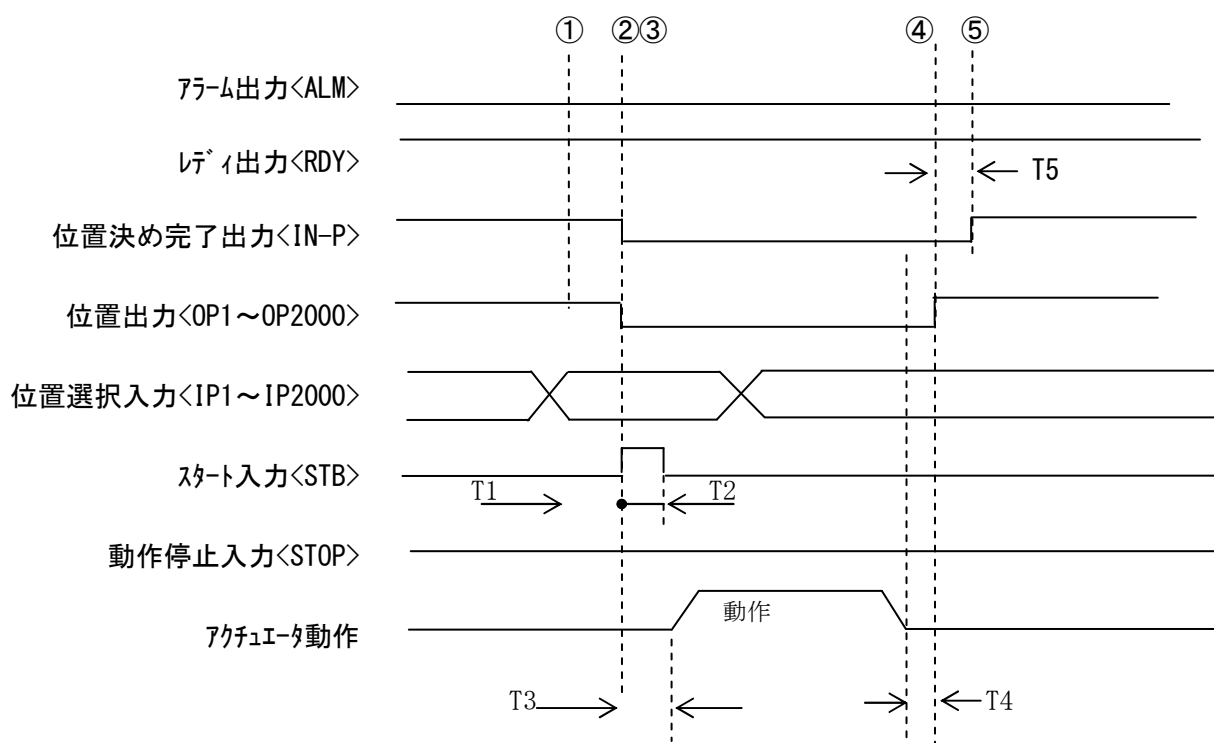 ① ②③ ④ ⑤
ｱﾗｰﾑ出力<ALM>
ﾚﾃﾞｨ出力<RDY>
T5
位置決め完了出力<IN-P>
位置出力<OP1～OP2000>
位置選択入力<IP1～IP2000>
ｽﾀｰﾄ入力<STB>
T1 T2
動作停止入力<STOP>
動作
ｱｸﾁｭｴｰﾀ動作
T3 T4